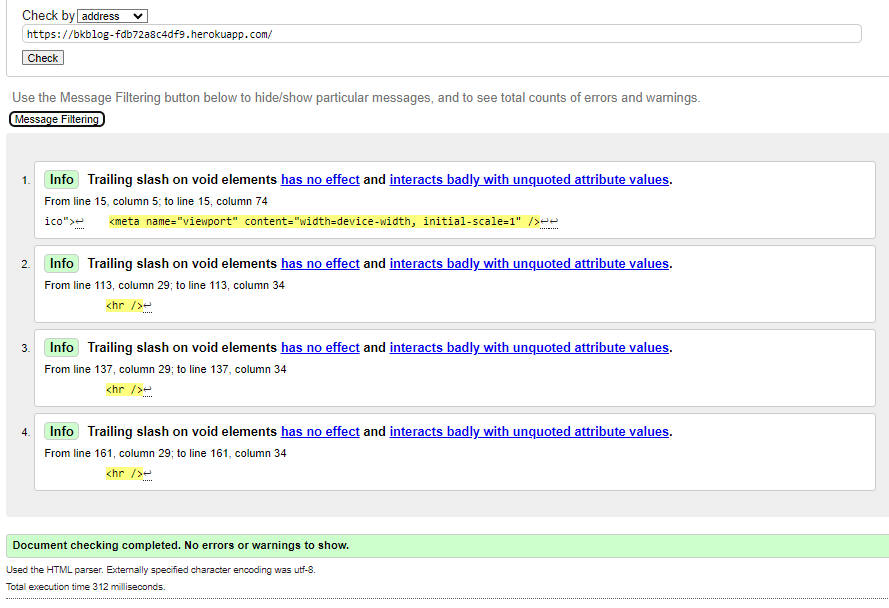 Check by address
https://bkblog-fdb72a8c4df9.herokuapp.com/
Check
Use the Message Filtering button below to hide/show particular messages, and to see total counts of errors and warnings.
Message Filtering
1. Info Trailing slash on void elements has no effect and interacts badly with unquoted attribute values.
From line 15, column 5; to line 15, column 74
ico">↩    <meta name="viewport" content="width=device-width, initial-scale=1" />↩↩
2. Info Trailing slash on void elements has no effect and interacts badly with unquoted attribute values.
From line 113, column 29; to line 113, column 34
<hr />↩
3. Info Trailing slash on void elements has no effect and interacts badly with unquoted attribute values.
From line 137, column 29; to line 137, column 34
<hr />↩
4. Info Trailing slash on void elements has no effect and interacts badly with unquoted attribute values.
From line 161, column 29; to line 161, column 34
<hr />↩
Document checking completed. No errors or warnings to show.
Used the HTML parser. Externally specified character encoding was utf-8.
Total execution time 312 milliseconds.